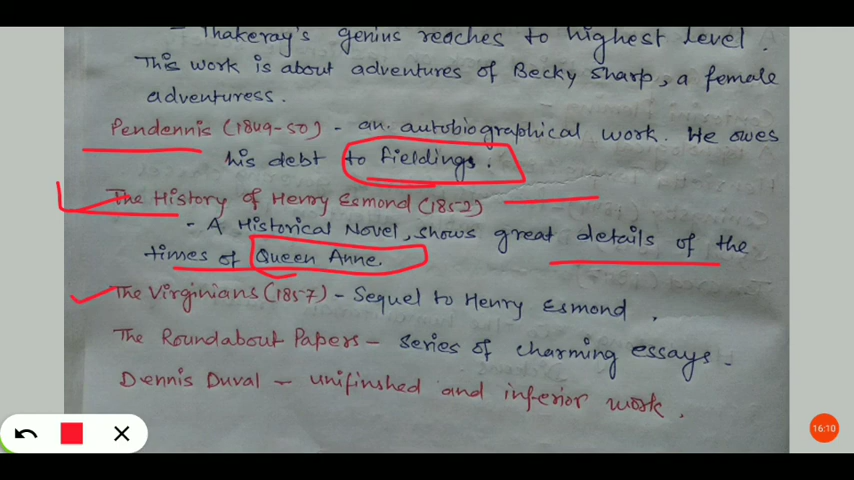 - Thakeray's genius reaches to highest level.
This work is about adventures of Becky sharp, a female
adventuress.
Pendennis (1849-50) - an autobiographical work. He owes
his debt to fieldings.
The History of Henry Esmond (1852)
- A Historical Novel, shows great details of the
times of Queen Anne.
The Virginians (1857) - Sequel to Henry Esmond.
The Roundabout Papers - series of charming essays -
Dennis Duval - unifinshed and inferior work.
16:10